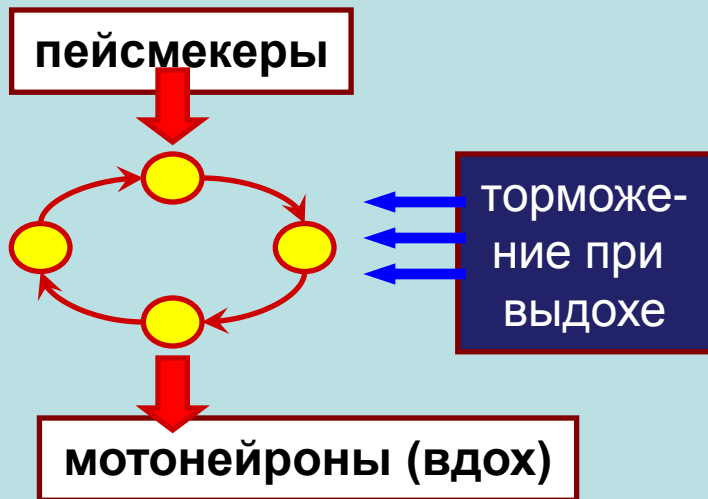 пейсмекеры
торможе-
ние при
выдохе
мотонейроны (вдох)